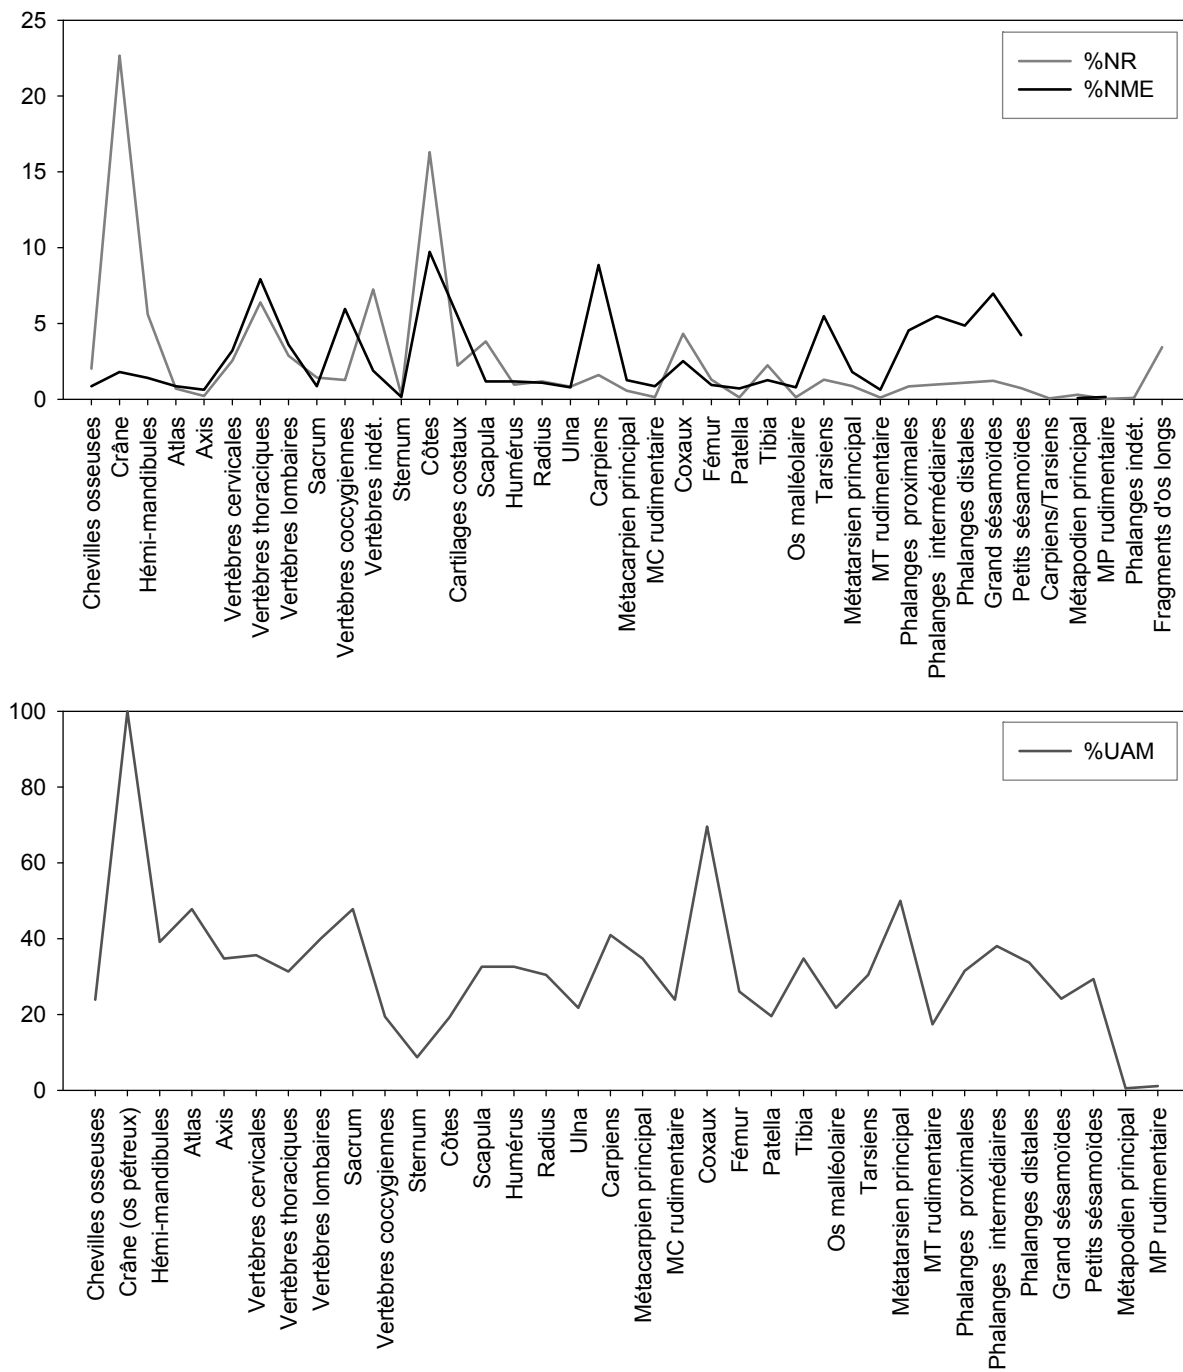 25
20
15
10
5
0
%NR
%NME
Chevilles osseuses
Crâne
Hémi-mandibules
Atlas
Axis
Vertèbres cervicales
Vertèbres thoraciques
Vertèbres lombaires
Sacrum
Vertèbres coccygiennes
Vertèbres indét.
Sternum
Côtes
Cartilages costaux
Scapula
Humérus
Radius
Ulna
Carpiens
Métacarpien principal
MC rudimentaire
Coxaux
Fémur
Patella
Tibia
Os malléolaire
Tarsiens
Métatarsien principal
MT rudimentaire
Phalanges proximales
Phalanges intermédiaires
Phalanges distales
Grand sésamoïdes
Petits sésamoïdes
Carpiens/Tarsiens
Métapodien principal
MP rudimentaire
Phalanges indét.
Fragments d'os longs
100
80
60
40
20
0
%UAM
Chevilles osseuses
Crâne (os pétreux)
Hémi-mandibules
Atlas
Axis
Vertèbres cervicales
Vertèbres thoraciques
Vertèbres lombaires
Sacrum
Vertèbres coccygiennes
Sternum
Côtes
Scapula
Humérus
Radius
Ulna
Carpiens
Métacarpien principal
MC rudimentaire
Coxaux
Fémur
Patella
Tibia
Os malléolaire
Tarsiens
Métatarsien principal
MT rudimentaire
Phalanges proximales
Phalanges intermédiaires
Phalanges distales
Grand sésamoïdes
Petits sésamoïdes
Métapodien principal
MP rudimentaire